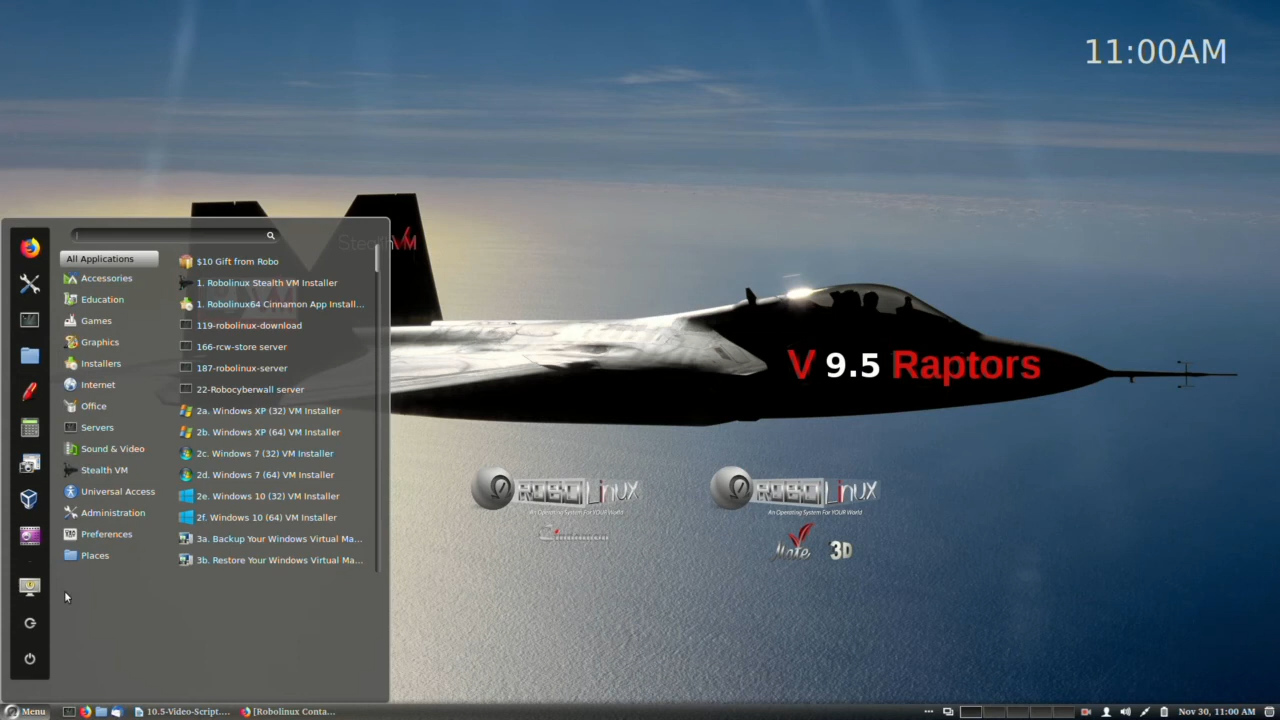 11:00AM
StealthVM
All Applications
Accessories
Education
Games
Graphics
Installers
Internet
Office
Servers
Sound & Video
Stealth VM
Universal Access
Administration
Preferences
Places
$10 Gift from Robo
1. Robolinux Stealth VM Installer
1. Robolinux64 Cinnamon App Install...
119-robolinux-download
166-rcw-store server
187-robolinux-server
22-Robocyberwall server
2a. Windows XP (32) VM Installer
2b. Windows XP (64) VM Installer
2c. Windows 7 (32) VM Installer
2d. Windows 7 (64) VM Installer
2e. Windows 10 (32) VM Installer
2f. Windows 10 (64) VM Installer
3a. Backup Your Windows Virtual Ma...
3b. Restore Your Windows Virtual Ma...
V 9.5 Raptors
ROBOLinux
An Operating System For YOUR World
Cinnamon
ROBOLinux
An Operating System For YOUR World
Mate 3D
Menu
10.5-Video-Script....
[Robolinux Conta...
Nov 30, 11:00 AM